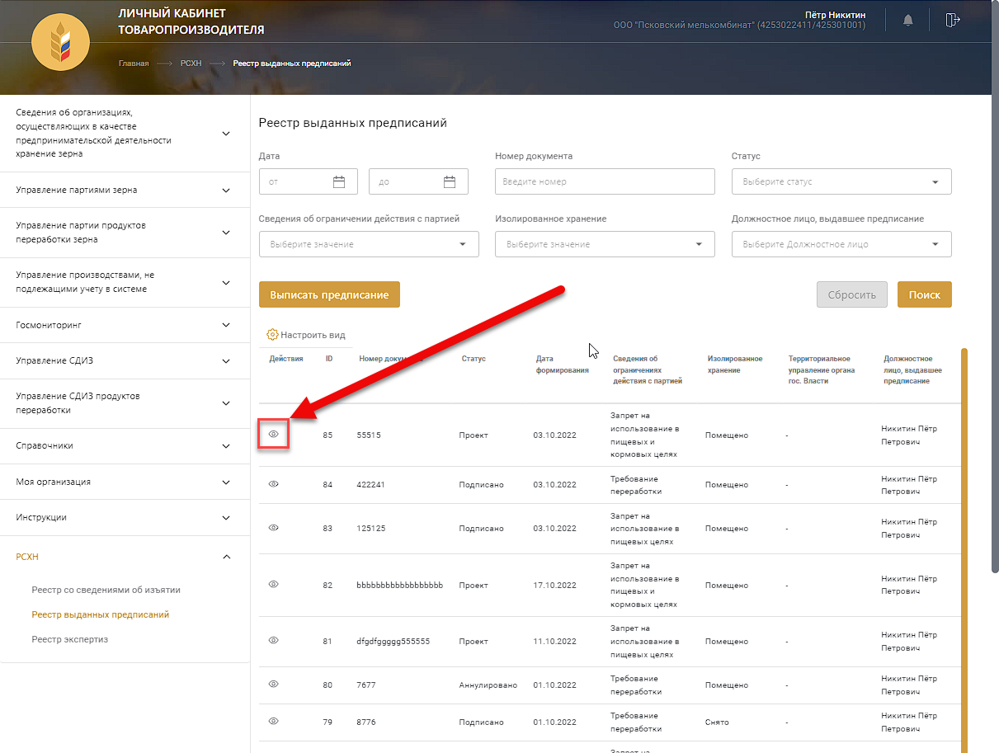 ЛИЧНЫЙ КАБИНЕТ
ТОВАРОПРОИЗВОДИТЕЛЯ
Пётр Никитин
ООО "Псковский мелькомбинат" (4253022411/425301001)
Главная
РСХН
Реестр выданных предписаний
Сведения об организациях,
осуществляющих в качестве
предпринимательской деятельности
хранение зерна
Управление партиями зерна
Управление партии продуктов
переработки зерна
Управление производствами, не
подлежащими учету в системе
Госмониторинг
Управление СДИЗ
Управление СДИЗ продуктов
переработки
Справочники
Моя организация
Инструкции
РСХН
Реестр со сведениями об изъятии
Реестр выданных предписаний
Реестр экспертиз
Реестр выданных предписаний
Дата
Номер документа
Статус
от
до
Введите номер
Выберите статус
Сведения об ограничении действия с партией
Изолированное хранение
Должностное лицо, выдавшее предписание
Выберите значение
Выберите значение
Выберите Должностное лицо
Выписать предписание
Сбросить
Поиск
Настроить вид
Действия
ID
Номер
Статус
Дата
формирования
Сведения об
ограничениях
действия с партией
Изолированное
хранение
Территориальное
управление органа
гос. Власти
Должностное
лицо, выдавшее
предписание
85
55515
Проект
03.10.2022
Запрет на
использование в
пищевых и
кормовых целях
Помещено
-
Никитин Пётр
Петрович
84
422241
Подписано
03.10.2022
Требование
переработки
Помещено
-
Никитин Пётр
Петрович
83
125125
Подписано
03.10.2022
Запрет на
использование в
пищевых целях
Помещено
-
Никитин Пётр
Петрович
82
bbbbbbbbbbbbbbbbbb
Проект
17.10.2022
Запрет на
использование в
пищевых и
кормовых целях
Помещено
-
Никитин Пётр
Петрович
81
dfgdfggggg555555
Проект
11.10.2022
Запрет на
использование в
пищевых целях
Помещено
-
Никитин Пётр
Петрович
80
7677
Аннулировано
01.10.2022
Требование
переработки
Помещено
-
Никитин Пётр
Петрович
79
8776
Подписано
01.10.2022
Требование
переработки
Снято
-
Никитин Пётр
Петрович